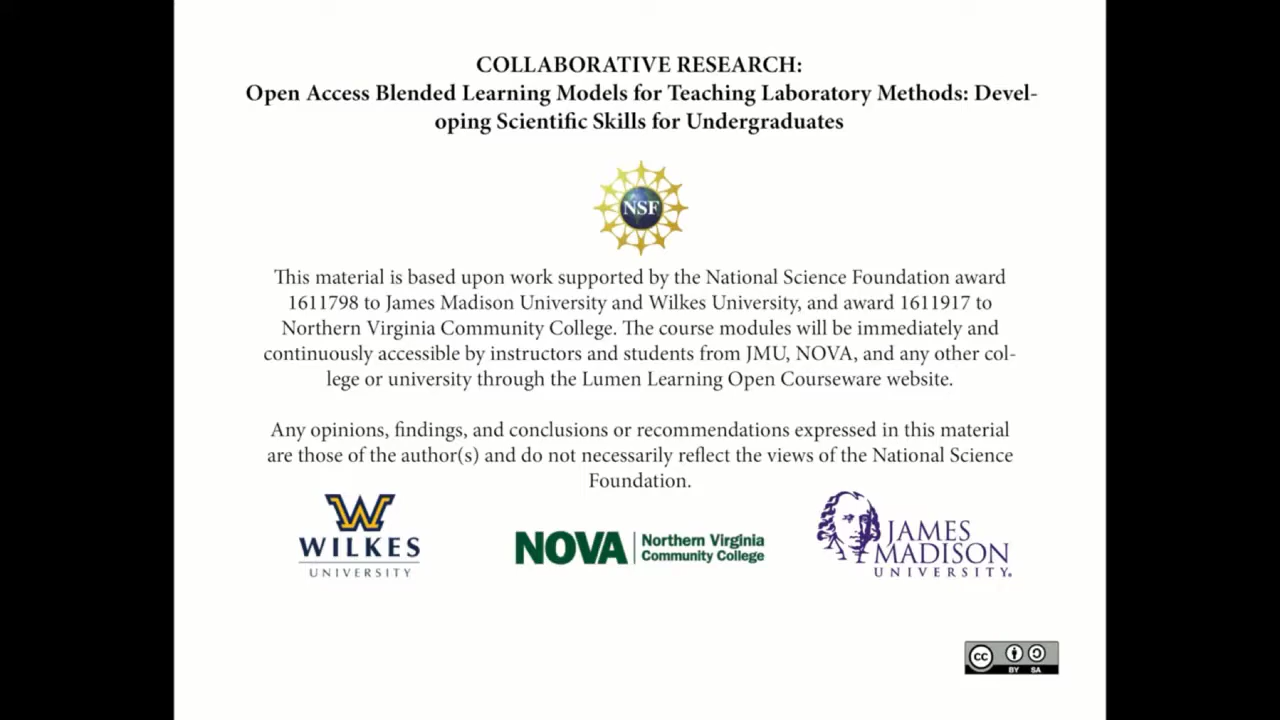 COLLABORATIVE RESEARCH:
Open Access Blended Learning Models for Teaching Laboratory Methods: Devel-
oping Scientific Skills for Undergraduates
NSF
This material is based upon work supported by the National Science Foundation award
1611798 to James Madison University and Wilkes University, and award 1611917 to
Northern Virginia Community College. The course modules will be immediately and
continuously accessible by instructors and students from JMU, NOVA, and any other col-
lege or university through the Lumen Learning Open Courseware website.
Any opinions, findings, and conclusions or recommendations expressed in this material
are those of the author(s) and do not necessarily reflect the views of the National Science
Foundation.
W
WILKES
UNIVERSITY
NOVA
Northern Virginia
Community College
JAMES
MADISON
UNIVERSITY.
cc
BY SA